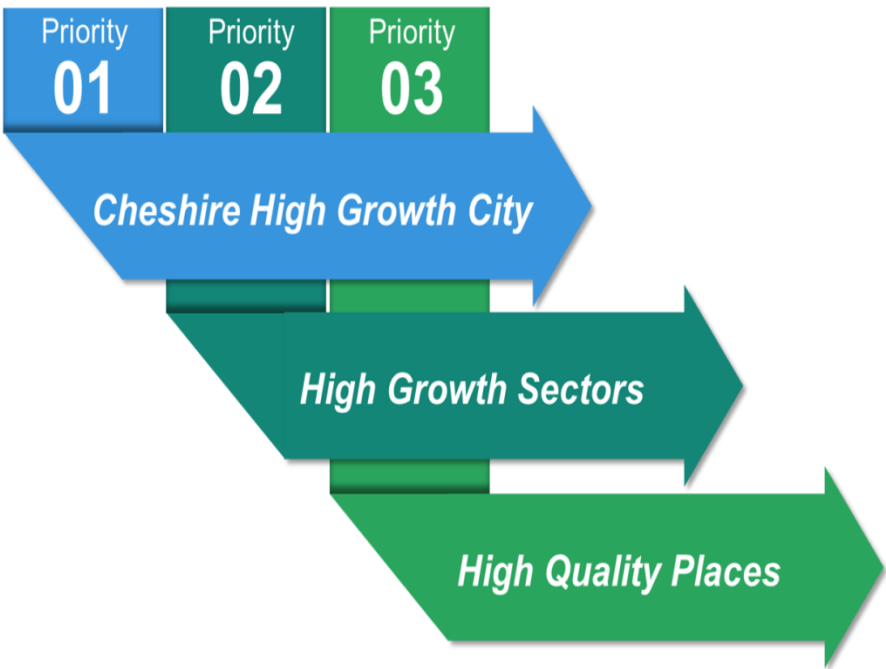 Priority
01
Priority
02
Priority
03
Cheshire High Growth City
High Growth Sectors
High Quality Places